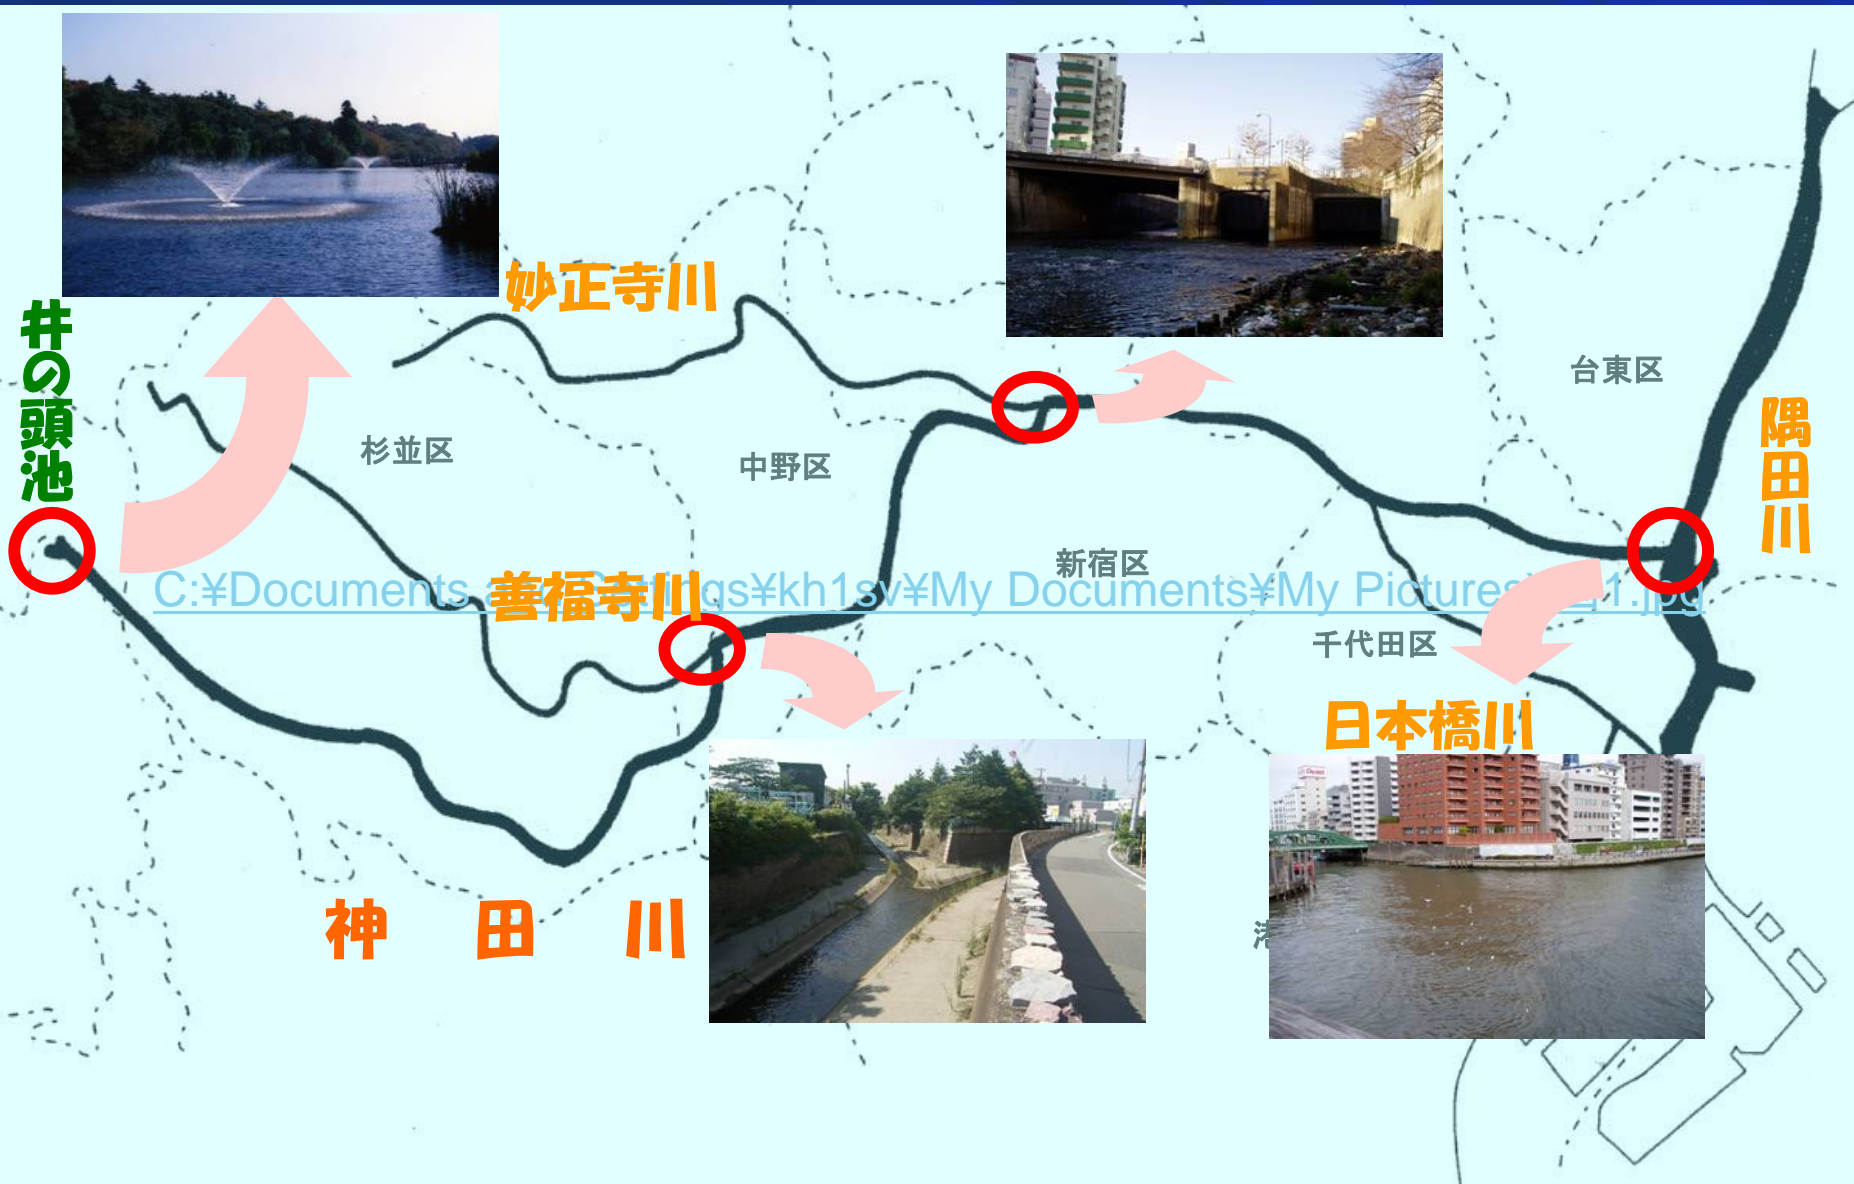 妙正寺川
井の頭池
台東区
隅田川
杉並区
中野区
新宿区
C:¥Documents
善福寺川
gs¥kh1sv¥My Documents¥My Pictures
1.jpg
千代田区
日本橋川
神田川
港